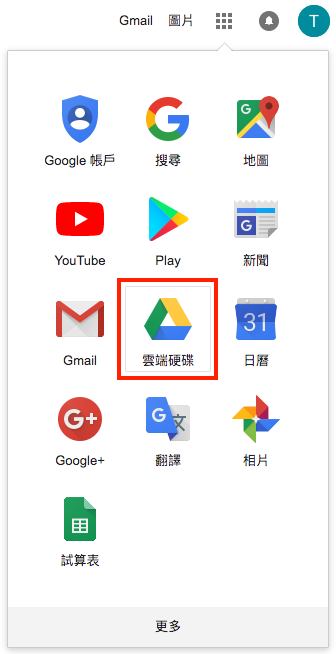 Gmail 圖片 T
Google 帳戶 搜尋 地圖
YouTube Play 新聞
Gmail 雲端硬碟 31 日曆
G+ Google+ 翻譯 相片
試算表
更多